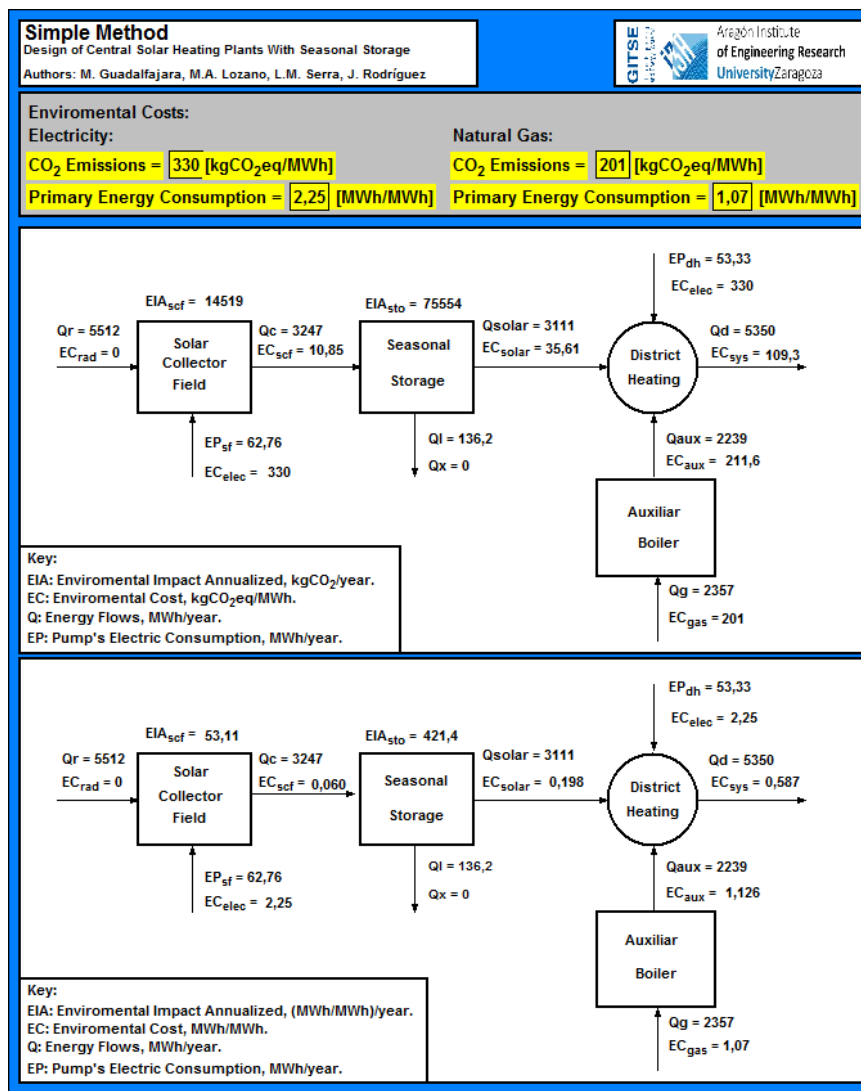 Simple Method
Design of Central Solar Heating Plants With Seasonal Storage
Authors: M. Guadalfajara, M.A. Lozano, L.M. Serra, J. Rodríguez
GITSE
Aragón Institute
of Engineering Research
UniversityZaragoza
Enviromental Costs:
Electricity:
Natural Gas:
CO2 Emissions = 330 [kgCO2eq/MWh]
CO2 Emissions = 201 [kgCO2eq/MWh]
Primary Energy Consumption = 2,25 [MWh/MWh]
Primary Energy Consumption = 1,07 [MWh/MWh]
EPdh = 53,33
ECelec = 330
EIAscf = 14519
EIAsto = 75554
Qr = 5512
ECrad = 0
Solar
Collector
Field
Qc = 3247
ECscf = 10,85
Seasonal
Storage
Qsolar = 3111
ECsolar = 35,61
District
Heating
Qd = 5350
ECsys = 109,3
EPsf = 62,76
ECelec = 330
Ql = 136,2
Qx = 0
Qaux = 2239
ECaux = 211,6
Auxiliar
Boiler
Qg = 2357
ECgas = 201
Key:
EIA: Enviromental Impact Annualized, kgCO2/year.
EC: Enviromental Cost, kgCO2eq/MWh.
Q: Energy Flows, MWh/year.
EP: Pump's Electric Consumption, MWh/year.
EPdh = 53,33
ECelec = 2,25
EIAscf = 53,11
EIAsto = 421,4
Qr = 5512
ECrad = 0
Solar
Collector
Field
Qc = 3247
ECscf = 0,060
Seasonal
Storage
Qsolar = 3111
ECsolar = 0,198
District
Heating
Qd = 5350
ECsys = 0,587
EPsf = 62,76
ECelec = 2,25
Ql = 136,2
Qx = 0
Qaux = 2239
ECaux = 1,126
Auxiliar
Boiler
Qg = 2357
ECgas = 1,07
Key:
EIA: Enviromental Impact Annualized, (MWh/MWh)/year.
EC: Enviromental Cost, MWh/MWh.
Q: Energy Flows, MWh/year.
EP: Pump's Electric Consumption, MWh/year.